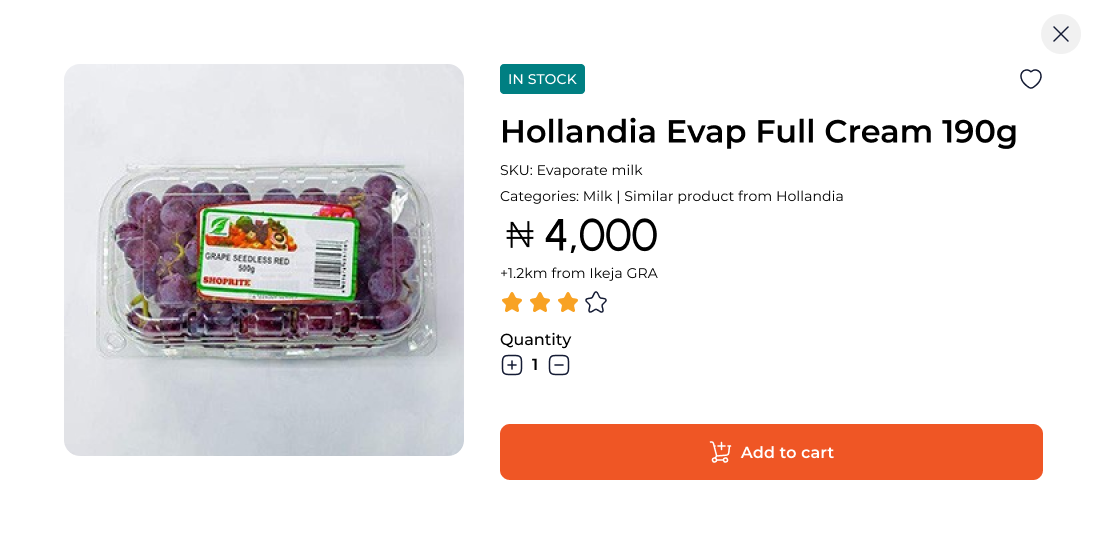 IN STOCK
Hollandia Evap Full Cream 190g
SKU: Evaporate milk
Categories: Milk | Similar product from Hollandia
₦ 4,000
+1.2km from Ikeja GRA
Quantity
1
Add to cart
GRAPE SEEDLESS RED
500g
SHOPRITE